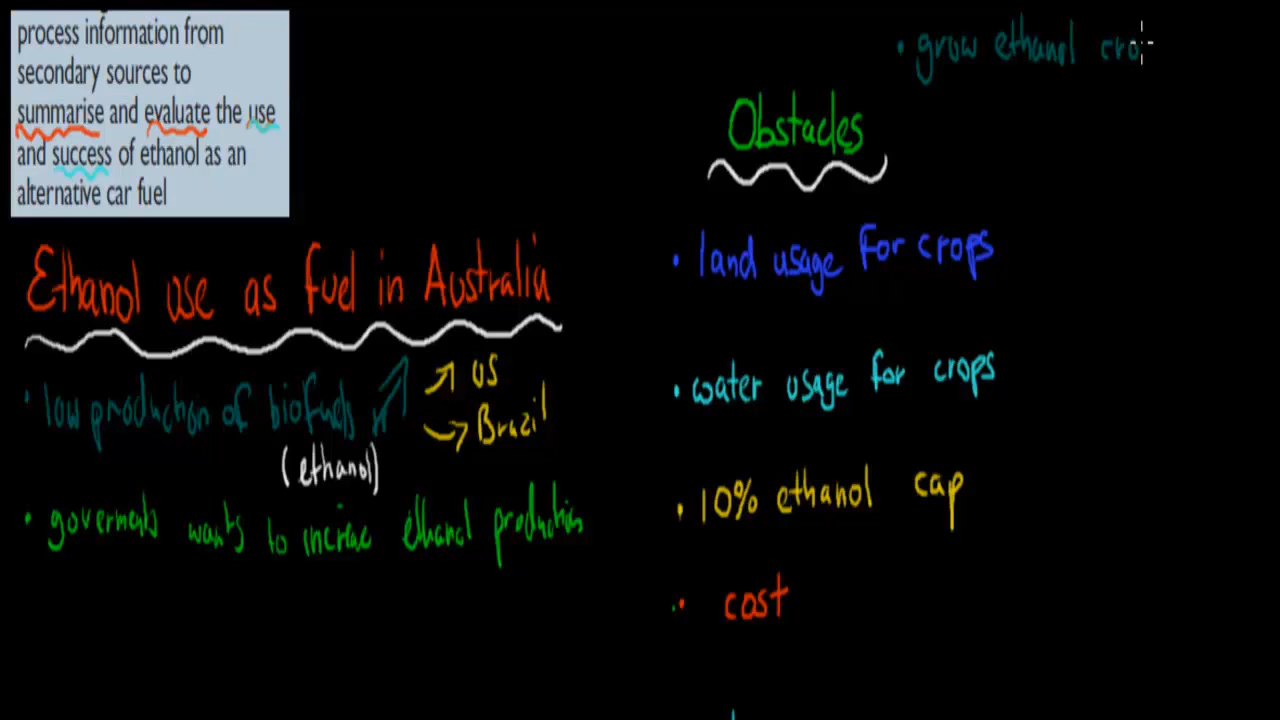 process information from
secondary sources to
summarise and evaluate the use
and success of ethanol as an
alternative car fuel
• grow ethanol cro
Obstacles
Ethanol use as fuel in Australia
• low production of biofuels
(ethanol)
US
Brazil
• goverments wants to increase ethanol production
• land usage for crops
• water usage for crops
• 10% ethanol cap
• cost